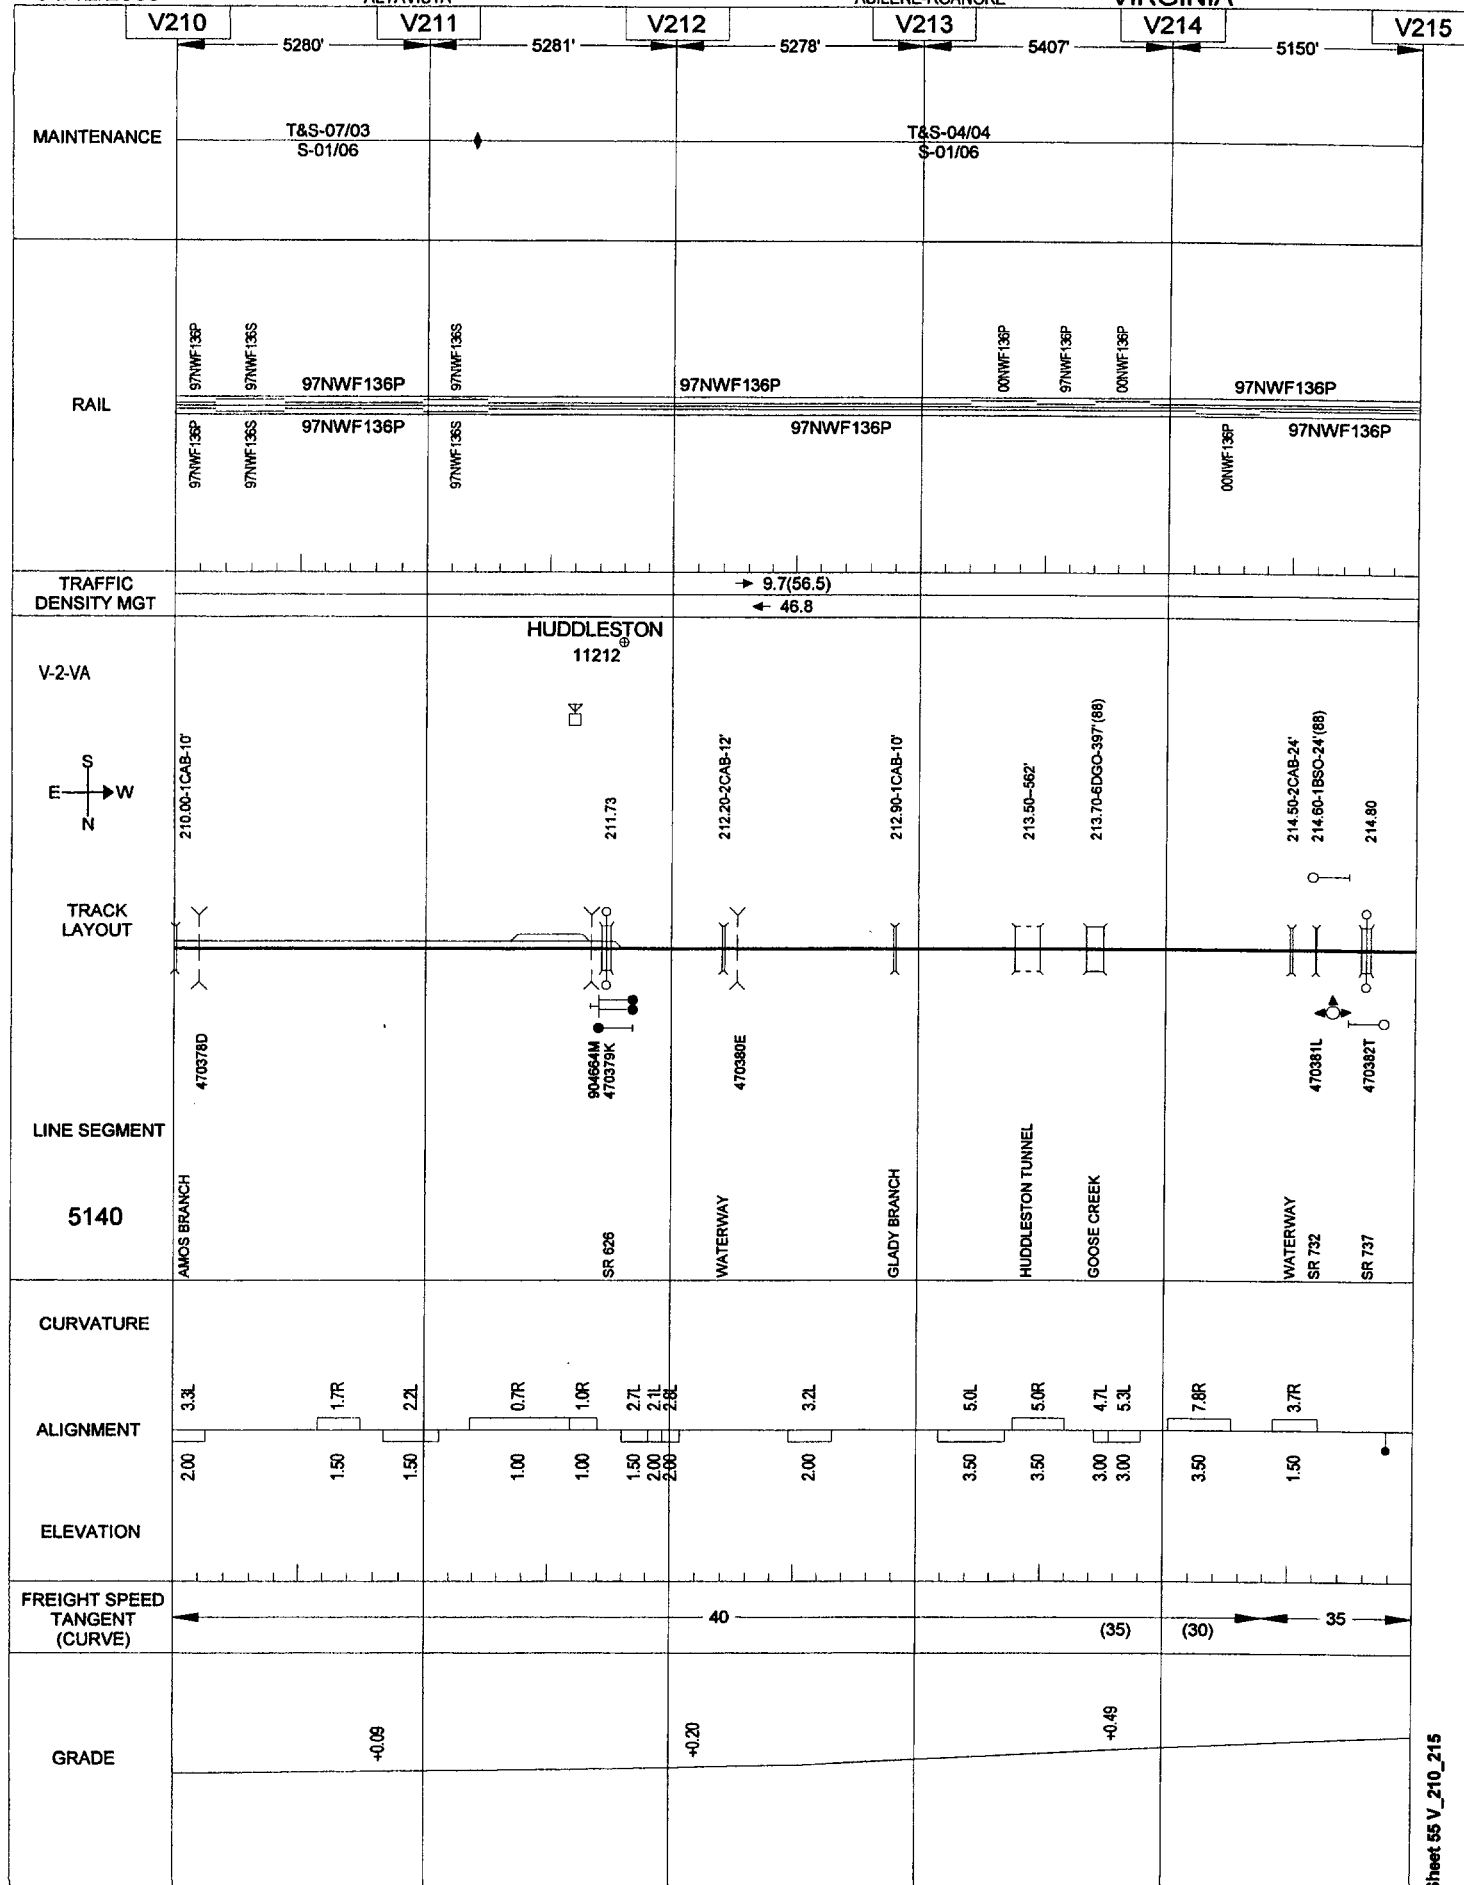 VIRGINIA
V210 V211 V212 V213 V214 V215
5280' 5281' 5278' 5407' 5150'
MAINTENANCE
T&S-07/03 T&S-04/04
S-01/06 S-01/06
97NWF136P 97NWF136S 97NWF136S 00NWF136P 97NWF136P 00NWF136P
97NWF136P 97NWF136P 97NWF136P
RAIL
97NWF136P 97NWF136P 97NWF136P
97NWF136P 97NWF136S 97NWF136S 00NWF136P
TRAFFIC
DENSITY MGT
9.7(56.5)
46.8
HUDDLESTON
11212
V-2-VA
S
E W
N
210.00-1CAB-10' 211.73 212.20-2CAB-12' 212.90-1CAB-10' 213.50--562' 213.70-6DGO-397'(88) 214.50-2CAB-24' 214.60-1BSO-24'(88) 214.80
TRACK
LAYOUT
470378D 904664M 470379K 470380E 470381L 470382T
LINE SEGMENT
5140
AMOS BRANCH SR 626 WATERWAY GLADY BRANCH HUDDLESTON TUNNEL GOOSE CREEK WATERWAY SR 732 SR 737
CURVATURE
3.3L 1.7R 2.2L 0.7R 1.0R 2.7L 2.1L 2.8L 3.2L 5.0L 5.0R 4.7L 5.3L 7.8R 3.7R
ALIGNMENT
2.00 1.50 1.50 1.00 1.00 1.50 2.00 2.00 2.00 3.50 3.50 3.00 3.00 3.50 1.50
ELEVATION
FREIGHT SPEED
TANGENT
(CURVE)
40 35
(35) (30)
GRADE
+0.09 +0.20 +0.49
Sheet 55 V_210_215